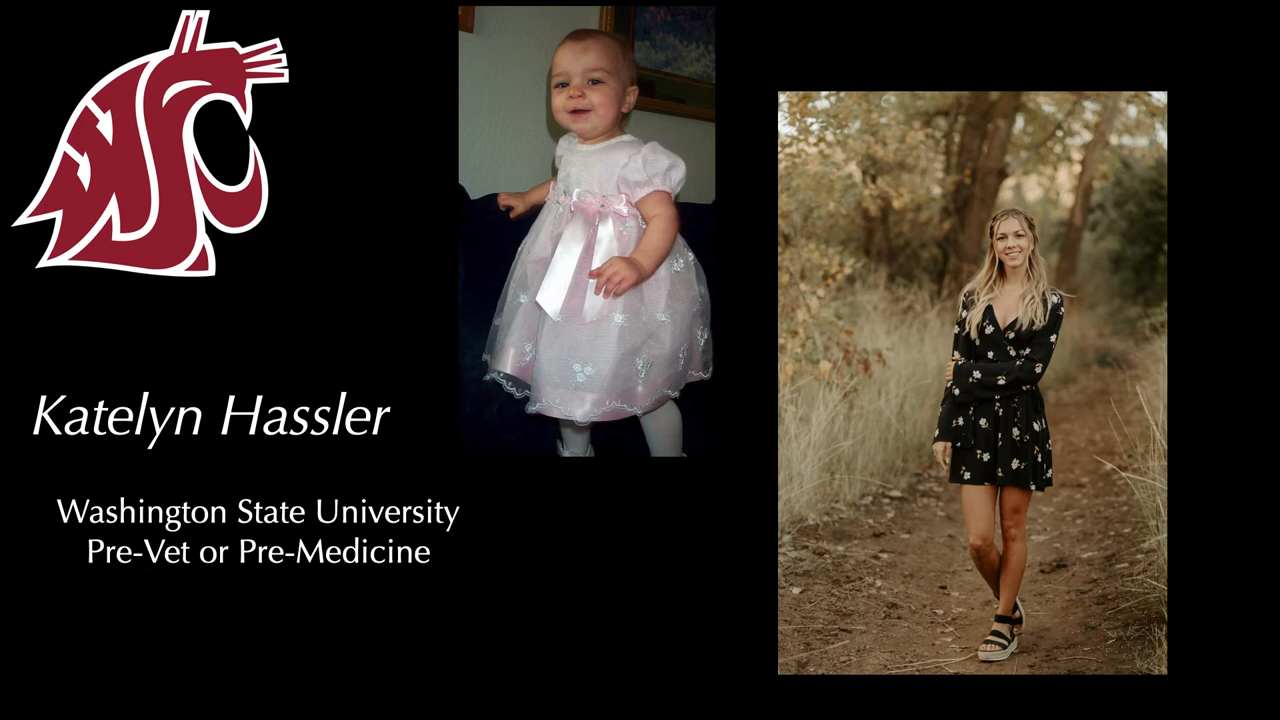 Katelyn Hassler
Washington State University
Pre-Vet or Pre-Medicine